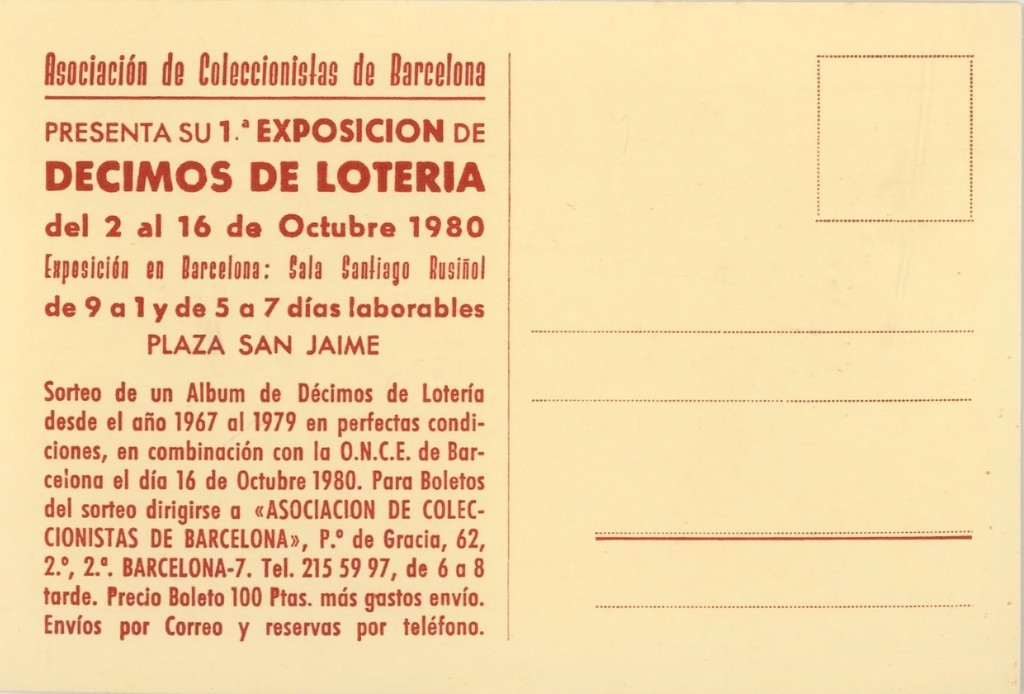 Asociación de Coleccionistas de Barcelona
PRESENTA SU 1.ª EXPOSICION DE
DECIMOS DE LOTERIA
del 2 al 16 de Octubre 1980
Exposición en Barcelona: Sala Santiago Rusiñol
de 9 a 1 y de 5 a 7 días laborables
PLAZA SAN JAIME
Sorteo de un Album de Décimos de Lotería
desde el año 1967 al 1979 en perfectas condi-
ciones, en combinación con la O.N.C.E. de Bar-
celona el día 16 de Octubre 1980. Para Boletos
del sorteo dirigirse a «ASOCIACION DE COLEC-
CIONISTAS DE BARCELONA», P.º de Gracia, 62,
2.º, 2.ª. BARCELONA-7. Tel. 215 59 97, de 6 a 8
tarde. Precio Boleto 100 Ptas. más gastos envío.
Envíos por Correo y reservas por teléfono.